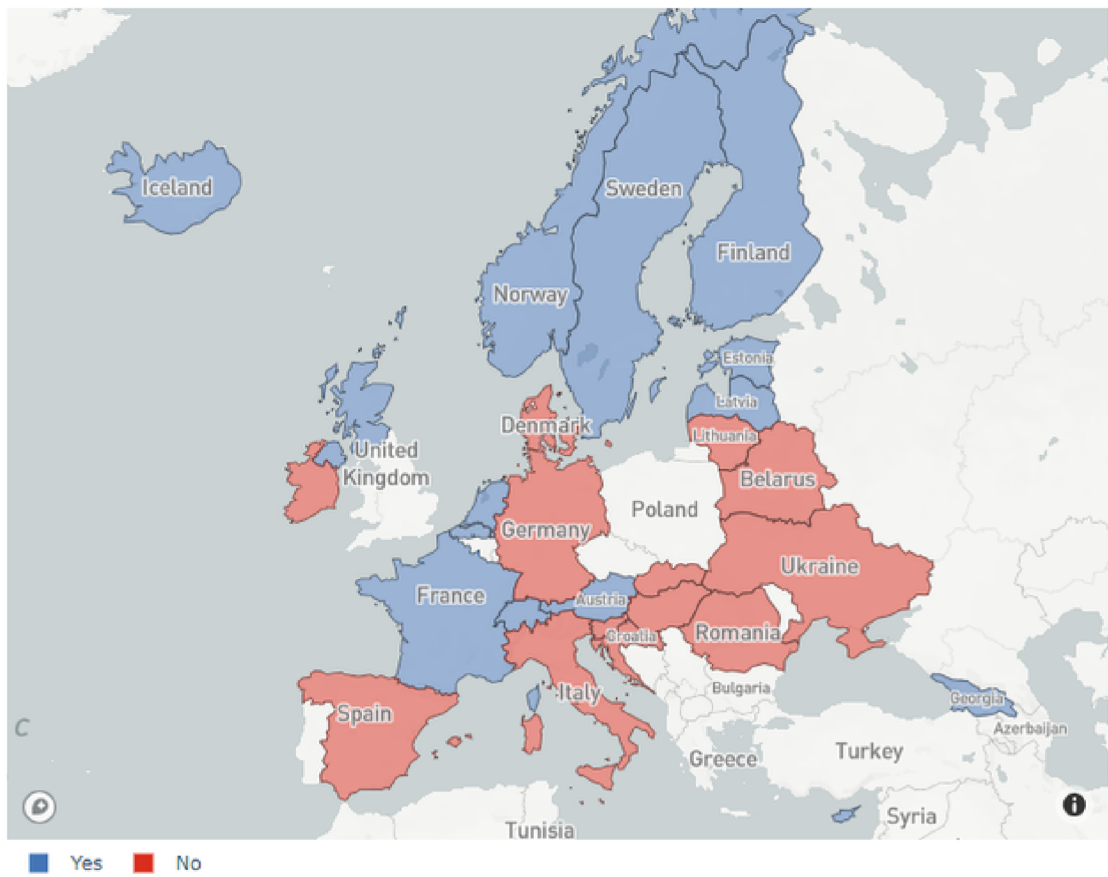 Iceland
Sweden
Finland
Norway
Estonia
Latvia
Denmark
Lithuania
United
Kingdom
Belarus
Poland
Germany
Ukraine
France
Austria
Croatia
Romania
Italy
Bulgaria
Georgia
Spain
C
Azerbaijan
Greece
Turkey
Syria
Tunisia
Yes No